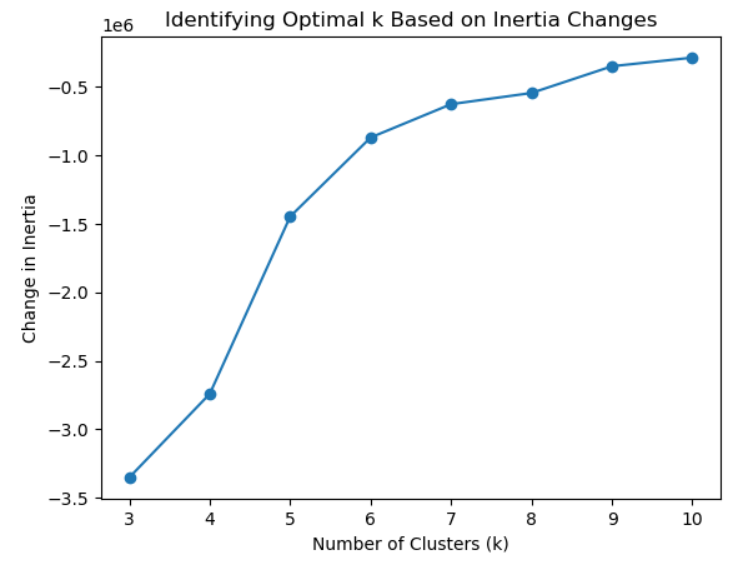 Identifying Optimal k Based on Inertia Changes
1e6
−0.5
−1.0
−1.5
−2.0
−2.5
−3.0
−3.5
Change in Inertia
3 4 5 6 7 8 9 10
Number of Clusters (k)